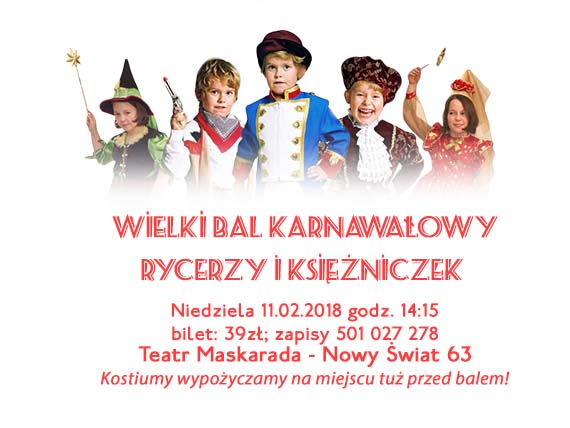 WIELKI BAL KARNAWAŁOWY
RYCERZY I KSIĘŻNICZEK
Niedziela 11.02.2018 godz. 14:15
bilet: 39zł; zapisy 501 027 278
Teatr Maskarada - Nowy Świat 63
Kostiumy wypożyczamy na miejscu tuż przed balem!